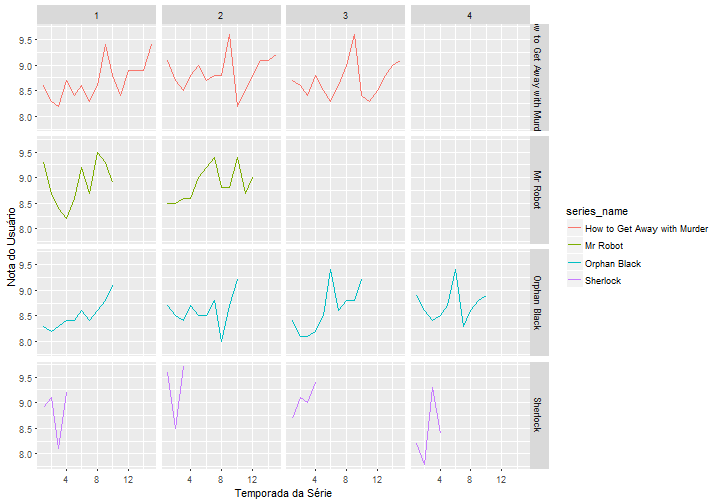 1 2 3 4
9.5
9.0
8.5
8.0
How to Get Away with Murd
9.5
9.0
8.5
8.0
Mr Robot
9.5
9.0
8.5
8.0
Orphan Black
9.5
9.0
8.5
8.0
Sherlock
4 8 12 4 8 12 4 8 12 4 8 12
Temporada da Série
Nota do Usuário
series_name
How to Get Away with Murder
Mr Robot
Orphan Black
Sherlock